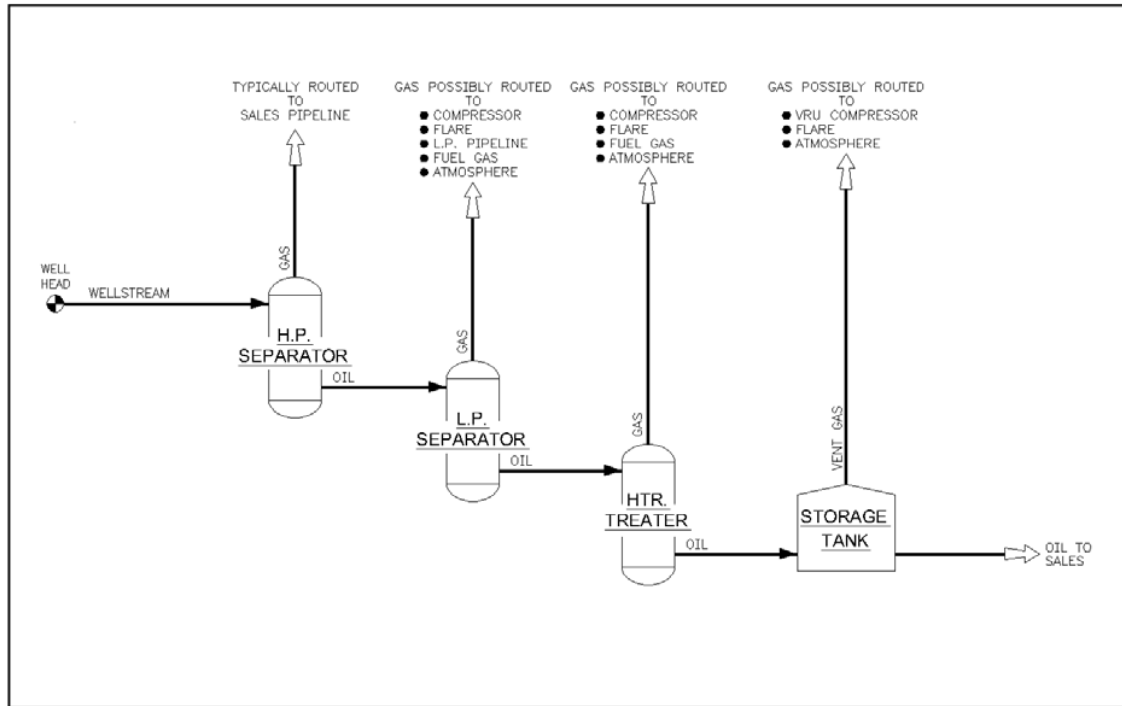 TYPICALLY ROUTED
TO
SALES PIPELINE
GAS POSSIBLY ROUTED
TO
● COMPRESSOR
● FLARE
● L.P. PIPELINE
● FUEL GAS
● ATMOSPHERE
GAS POSSIBLY ROUTED
TO
● COMPRESSOR
● FLARE
● FUEL GAS
● ATMOSPHERE
GAS POSSIBLY ROUTED
TO
● VRU COMPRESSOR
● FLARE
● ATMOSPHERE
WELL
HEAD
WELLSTREAM
GAS
H.P.
SEPARATOR
OIL
GAS
L.P.
SEPARATOR
OIL
GAS
HTR.
TREATER
OIL
VENT GAS
STORAGE
TANK
OIL TO
SALES